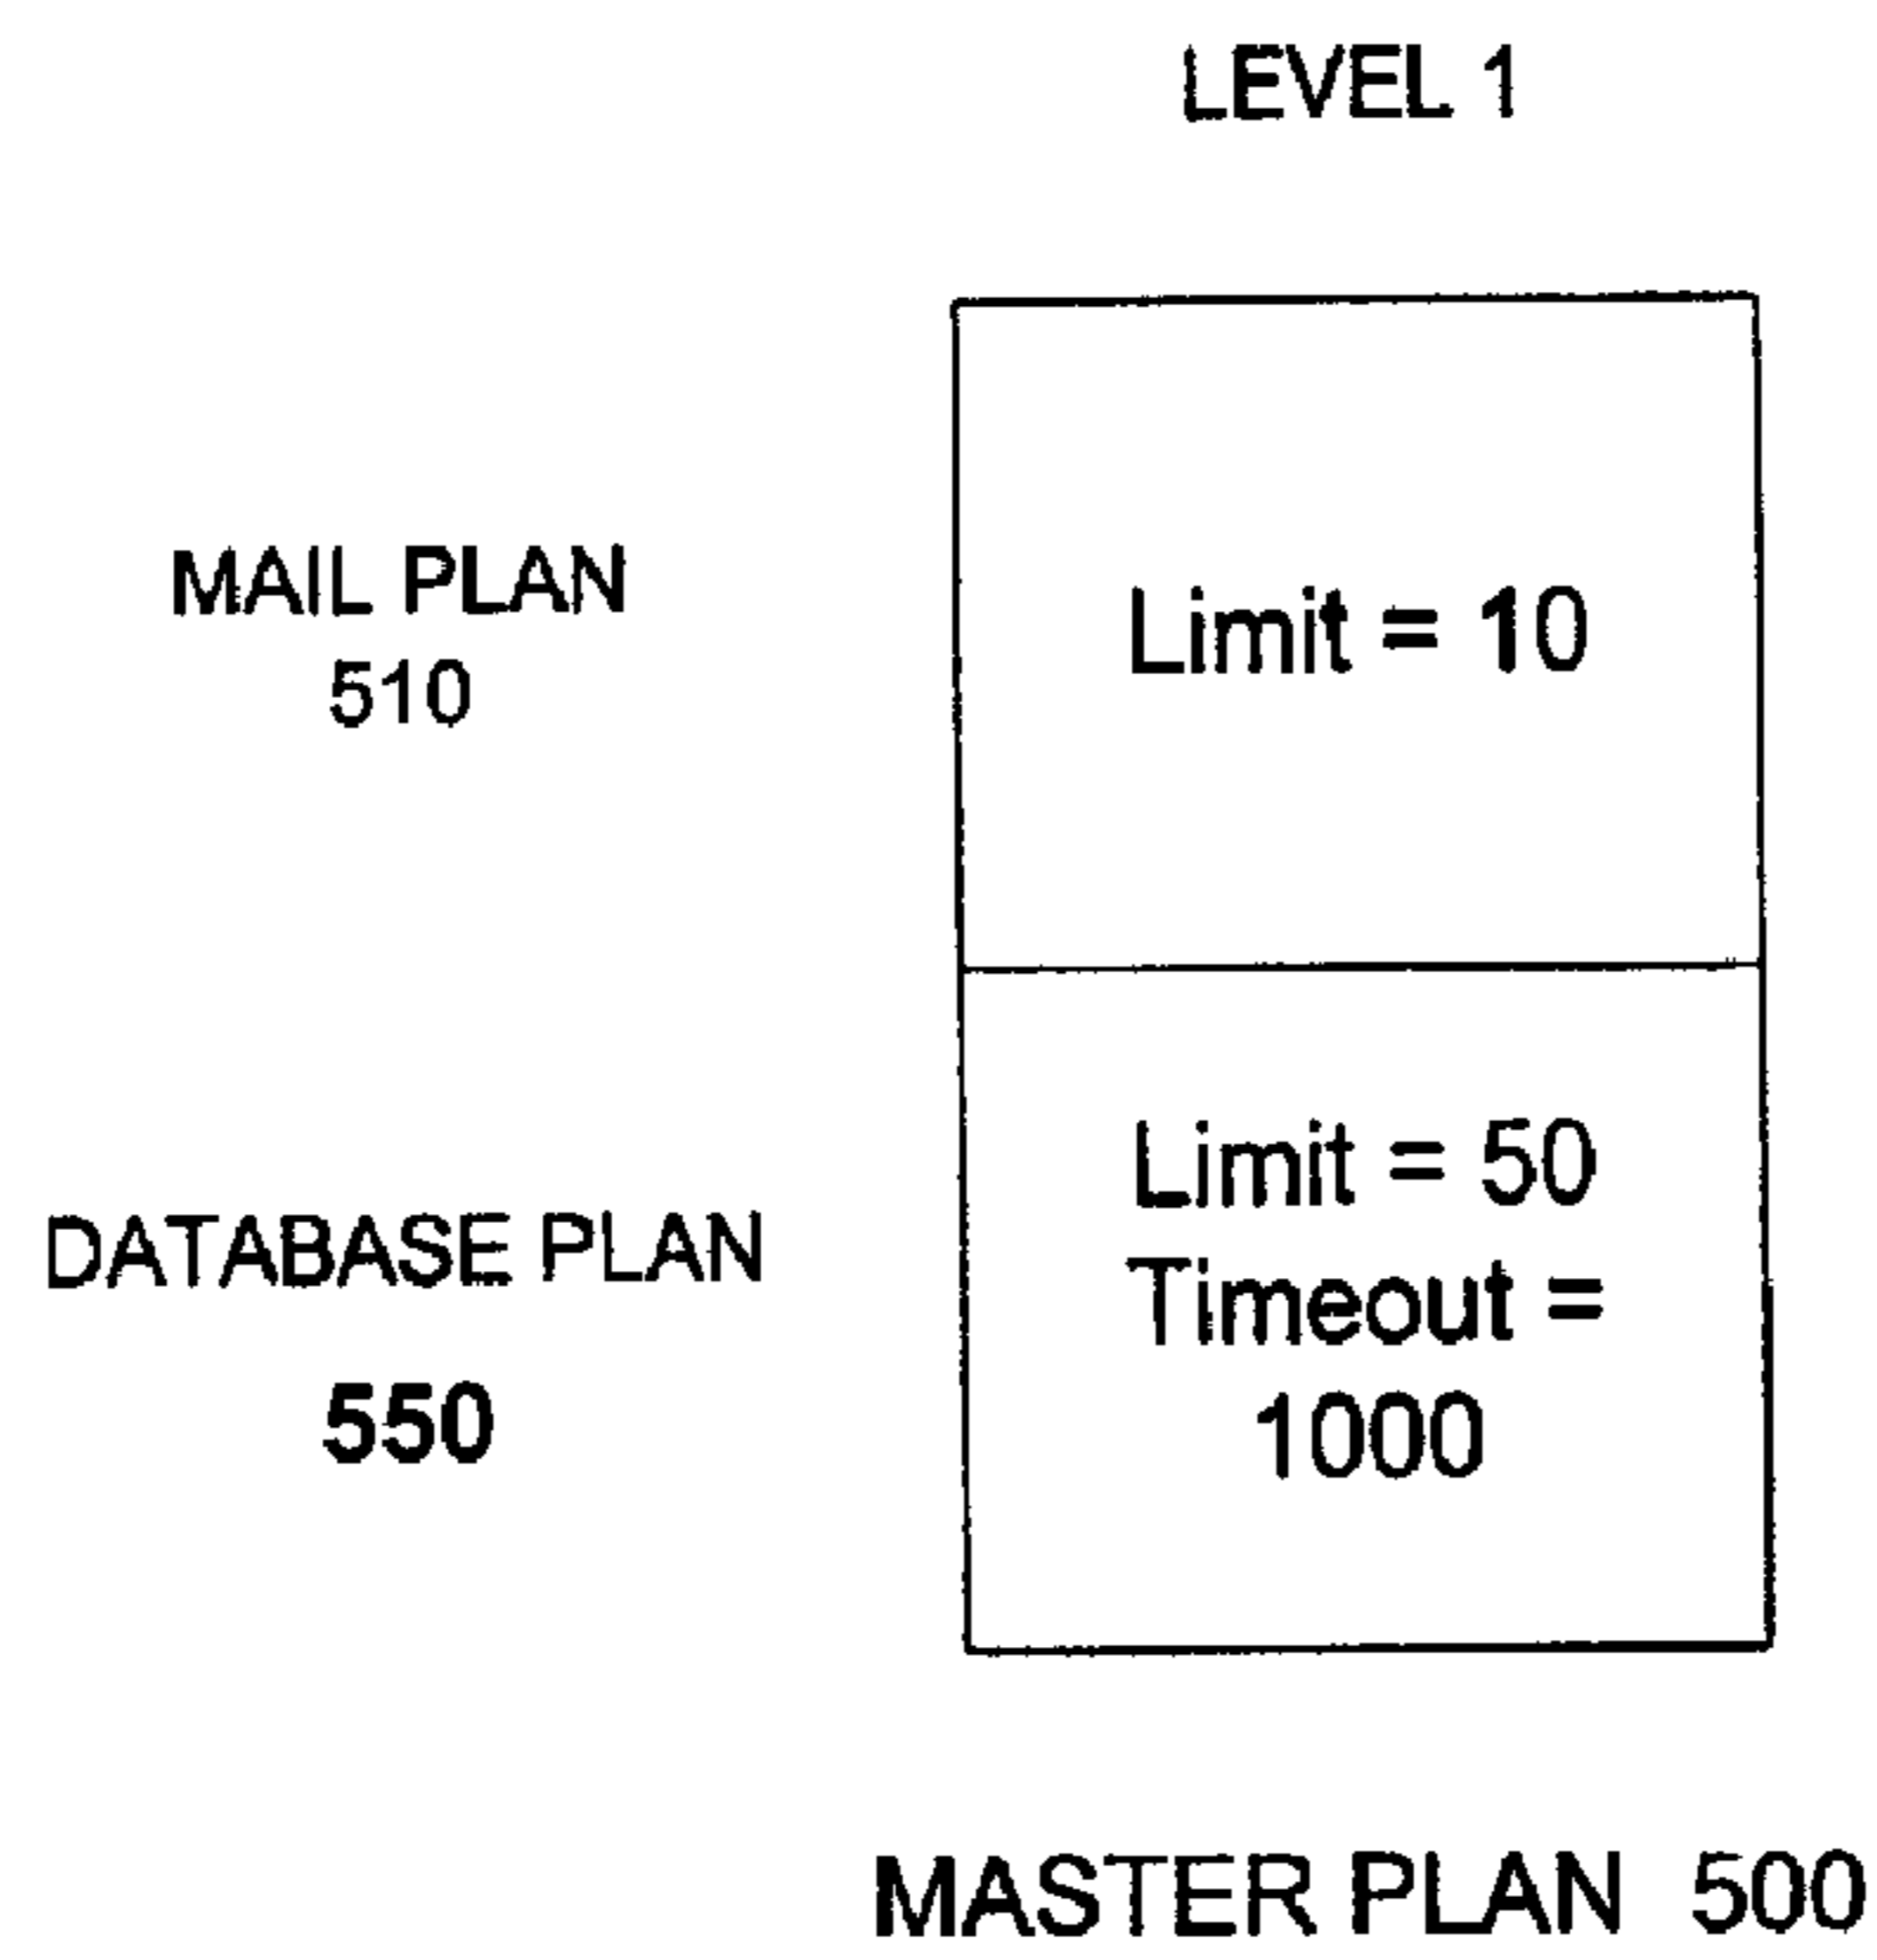 LEVEL 1
MAIL PLAN
510
Limit = 10
DATABASE PLAN
550
Limit = 50
Timeout =
1000
MASTER PLAN 500